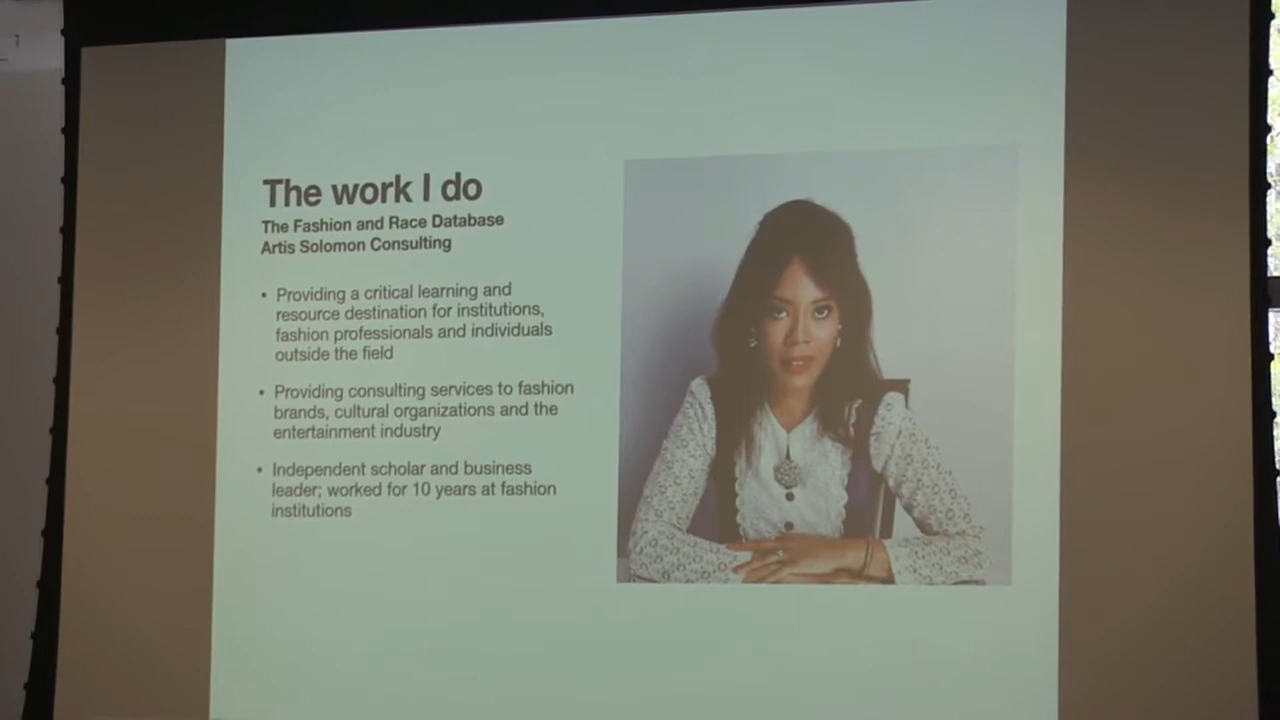 The work I do
The Fashion and Race Database
Artis Solomon Consulting
• Providing a critical learning and
resource destination for institutions,
fashion professionals and individuals
outside the field
• Providing consulting services to fashion
brands, cultural organizations and the
entertainment industry
• Independent scholar and business
leader; worked for 10 years at fashion
institutions